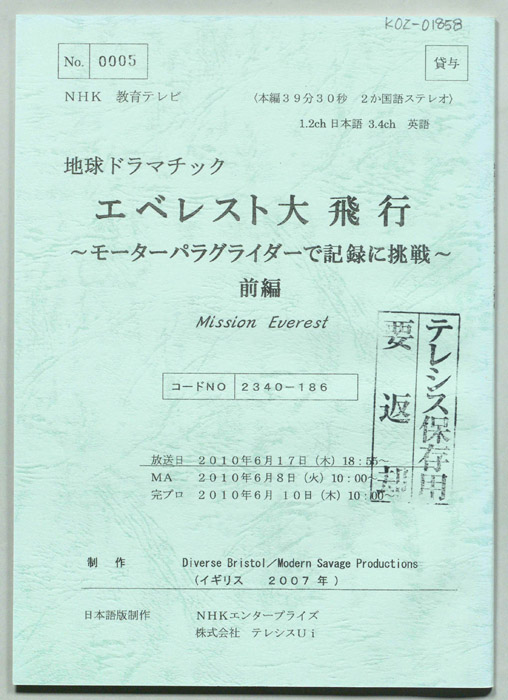 KOZ-01858
No. 0005 貸与
NHK 教育テレビ 〈本編39分30秒 2か国語ステレオ〉
1.2ch 日本語 3.4ch 英語
地球ドラマチック
エベレスト大飛行
～モーターパラグライダーで記録に挑戦～
前編
Mission Everest
テレシス保存用
要返却
コードNO 2340-186
放送日 2010年6月17日（木）18：55～
MA 2010年6月8日（火）10：00～
完プロ 2010年6月10日（木）10：00～
制作 Diverse Bristol／Modern Savage Productions
（イギリス 2007年）
日本語版制作 NHKエンタープライズ
株式会社 テレシスUi